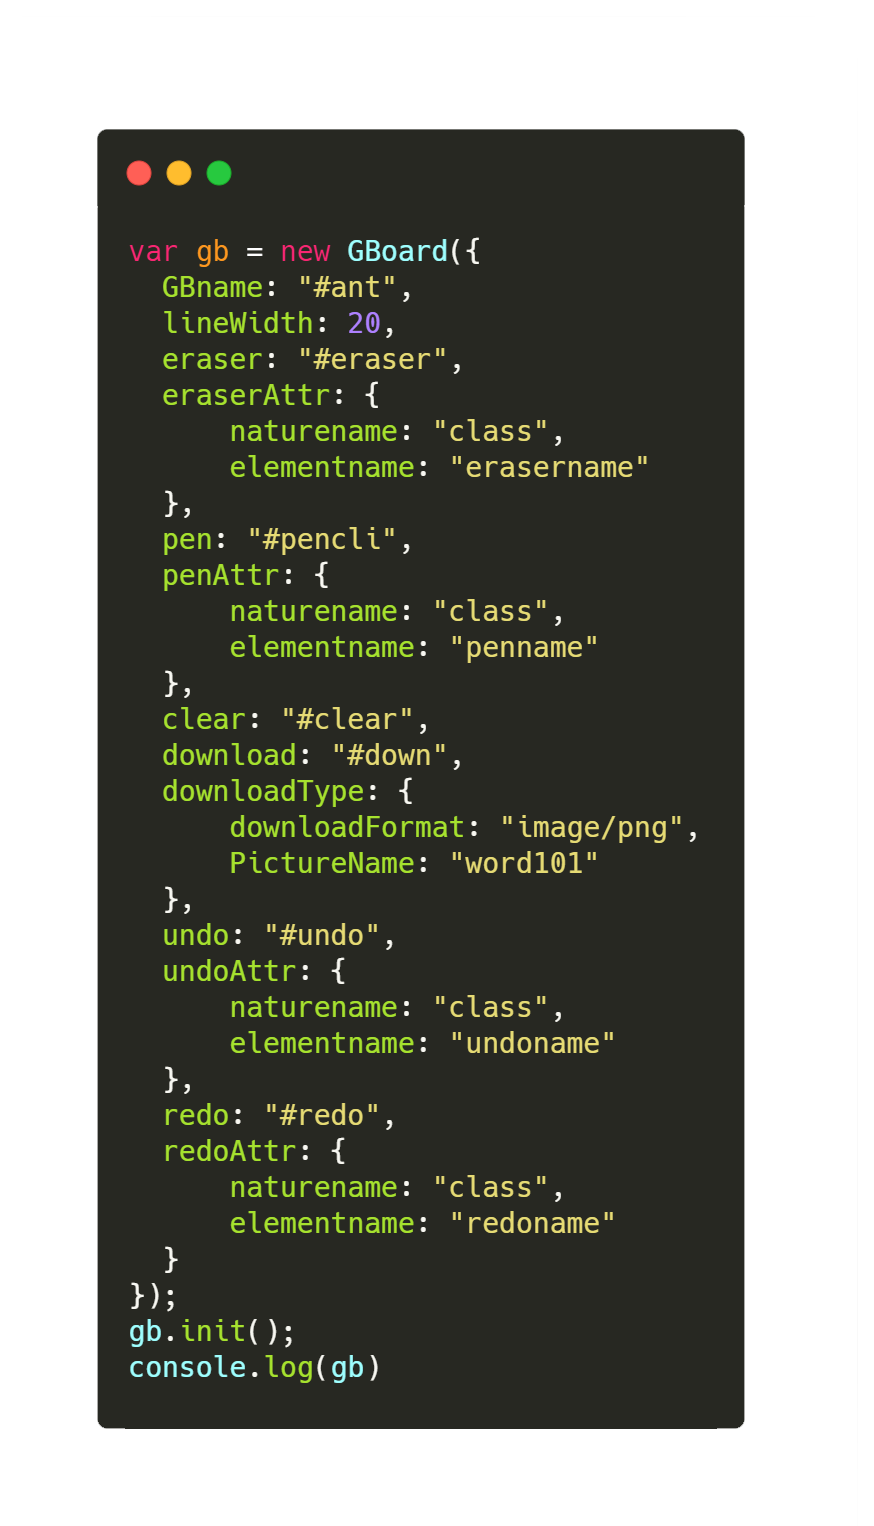 var gb = new GBoard({
  GBname: "#ant",
  lineWidth: 20,
  eraser: "#eraser",
  eraserAttr: {
      naturename: "class",
      elementname: "erasername"
  },
  pen: "#pencli",
  penAttr: {
      naturename: "class",
      elementname: "penname"
  },
  clear: "#clear",
  download: "#down",
  downloadType: {
      downloadFormat: "image/png",
      PictureName: "word101"
  },
  undo: "#undo",
  undoAttr: {
      naturename: "class",
      elementname: "undoname"
  },
  redo: "#redo",
  redoAttr: {
      naturename: "class",
      elementname: "redoname"
  }
});
gb.init();
console.log(gb)